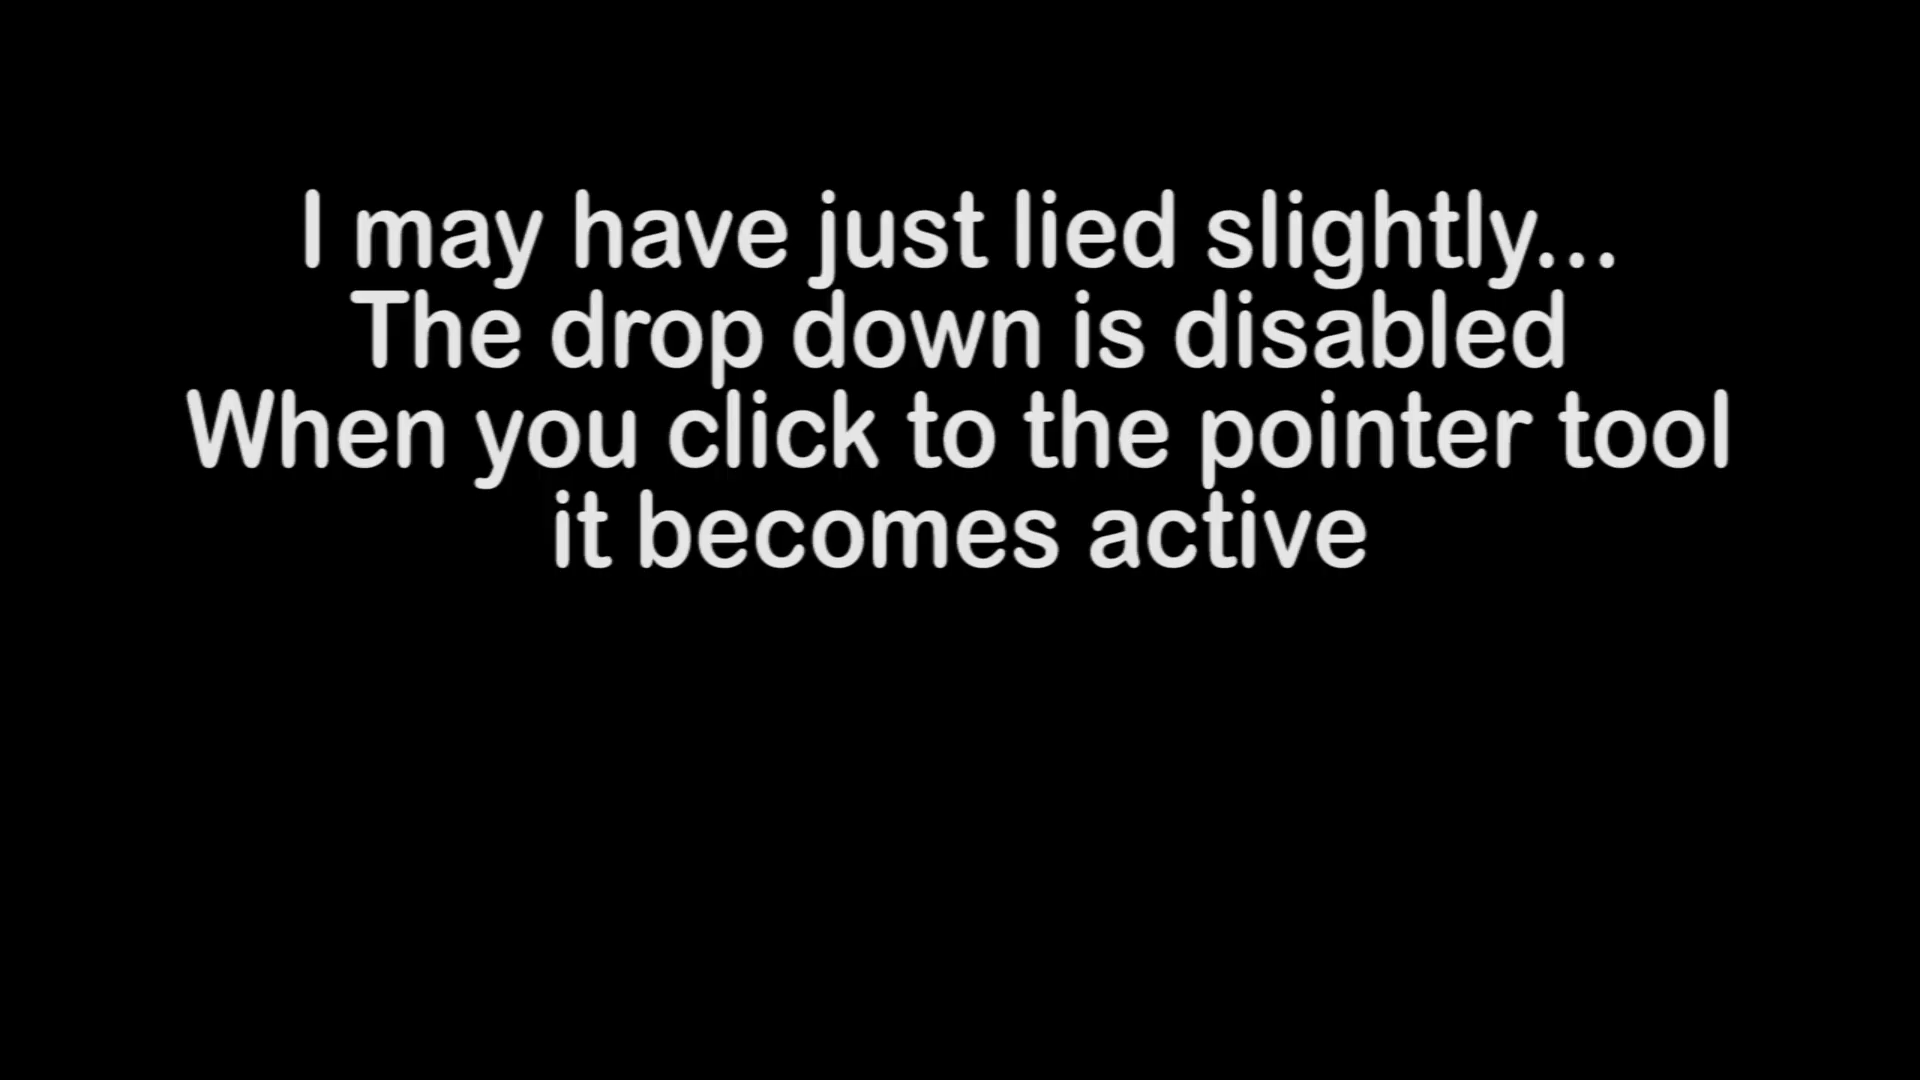 I may have just lied slightly...
The drop down is disabled
When you click to the pointer tool
it becomes active